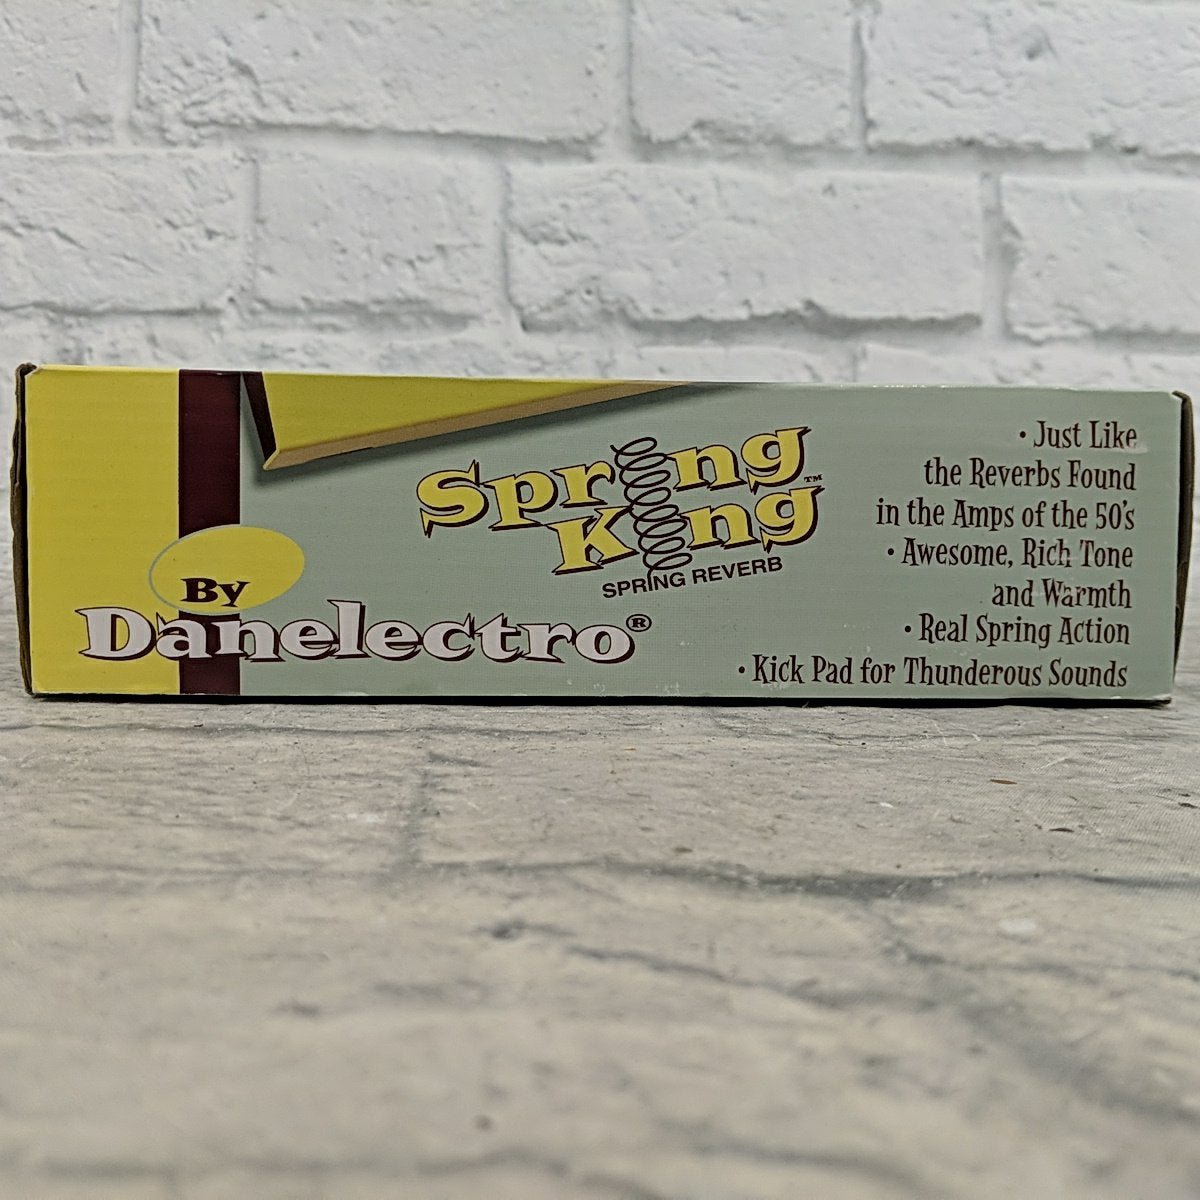 Spring
King™
SPRING REVERB
By
Danelectro®
• Just Like
the Reverbs Found
in the Amps of the 50's
• Awesome, Rich Tone
and Warmth
• Real Spring Action
• Kick Pad for Thunderous Sounds